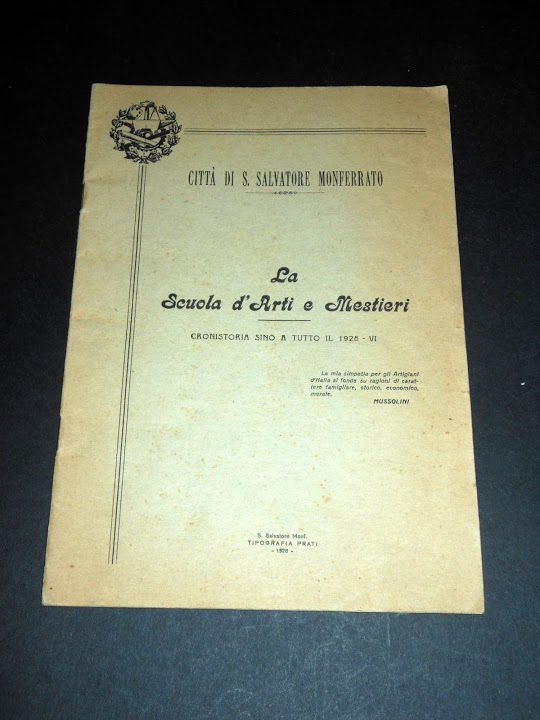 CITTÀ DI S. SALVATORE MONFERRATO
La
Scuola d'Arti e Mestieri
CRONISTORIA SINO A TUTTO IL 1928 - VI
La mia simpatia per gli Artigiani
d'Italia si fonda su ragioni di carat-
tere famigliare, storico, economico,
morale.
MUSSOLINI
S. Salvatore Monf.
TIPOGRAFIA PRATI
- 1928 -